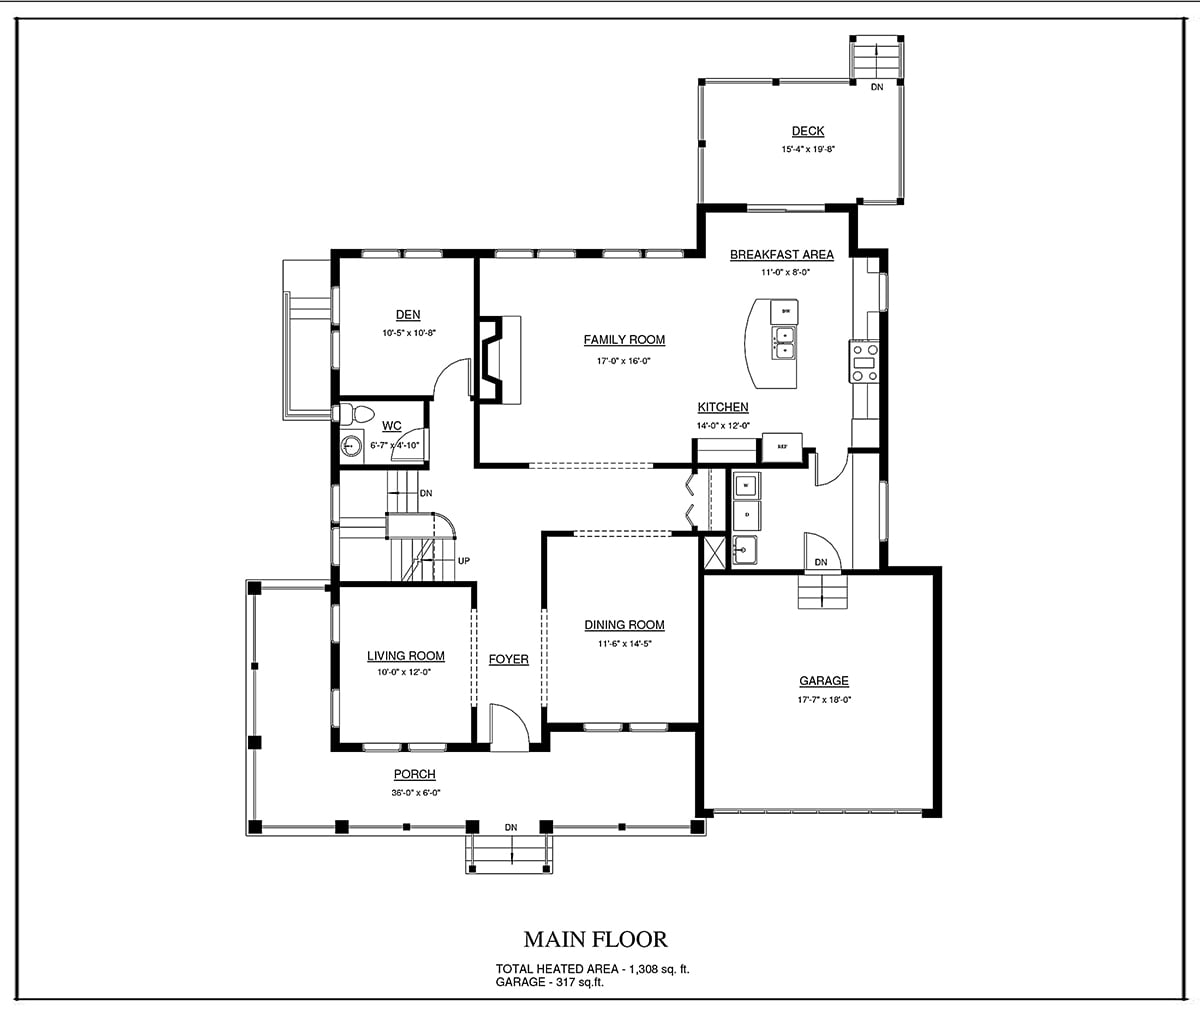 DN
DECK
15'-4" x 19'-8"
BREAKFAST AREA
11'-0" x 8'-0"
DEN
10'-5" x 10'-8"
DW
FAMILY ROOM
17'-0" x 16'-0"
KITCHEN
14'-0" x 12'-0"
WC
6'-7" x 4'-10"
REF
DN
W
D
UP
DN
DINING ROOM
11'-6" x 14'-5"
LIVING ROOM
10'-0" x 12'-0"
FOYER
GARAGE
17'-7" x 18'-0"
PORCH
36'-0" x 6'-0"
DN
MAIN FLOOR
TOTAL HEATED AREA - 1,308 sq. ft.
GARAGE - 317 sq.ft.